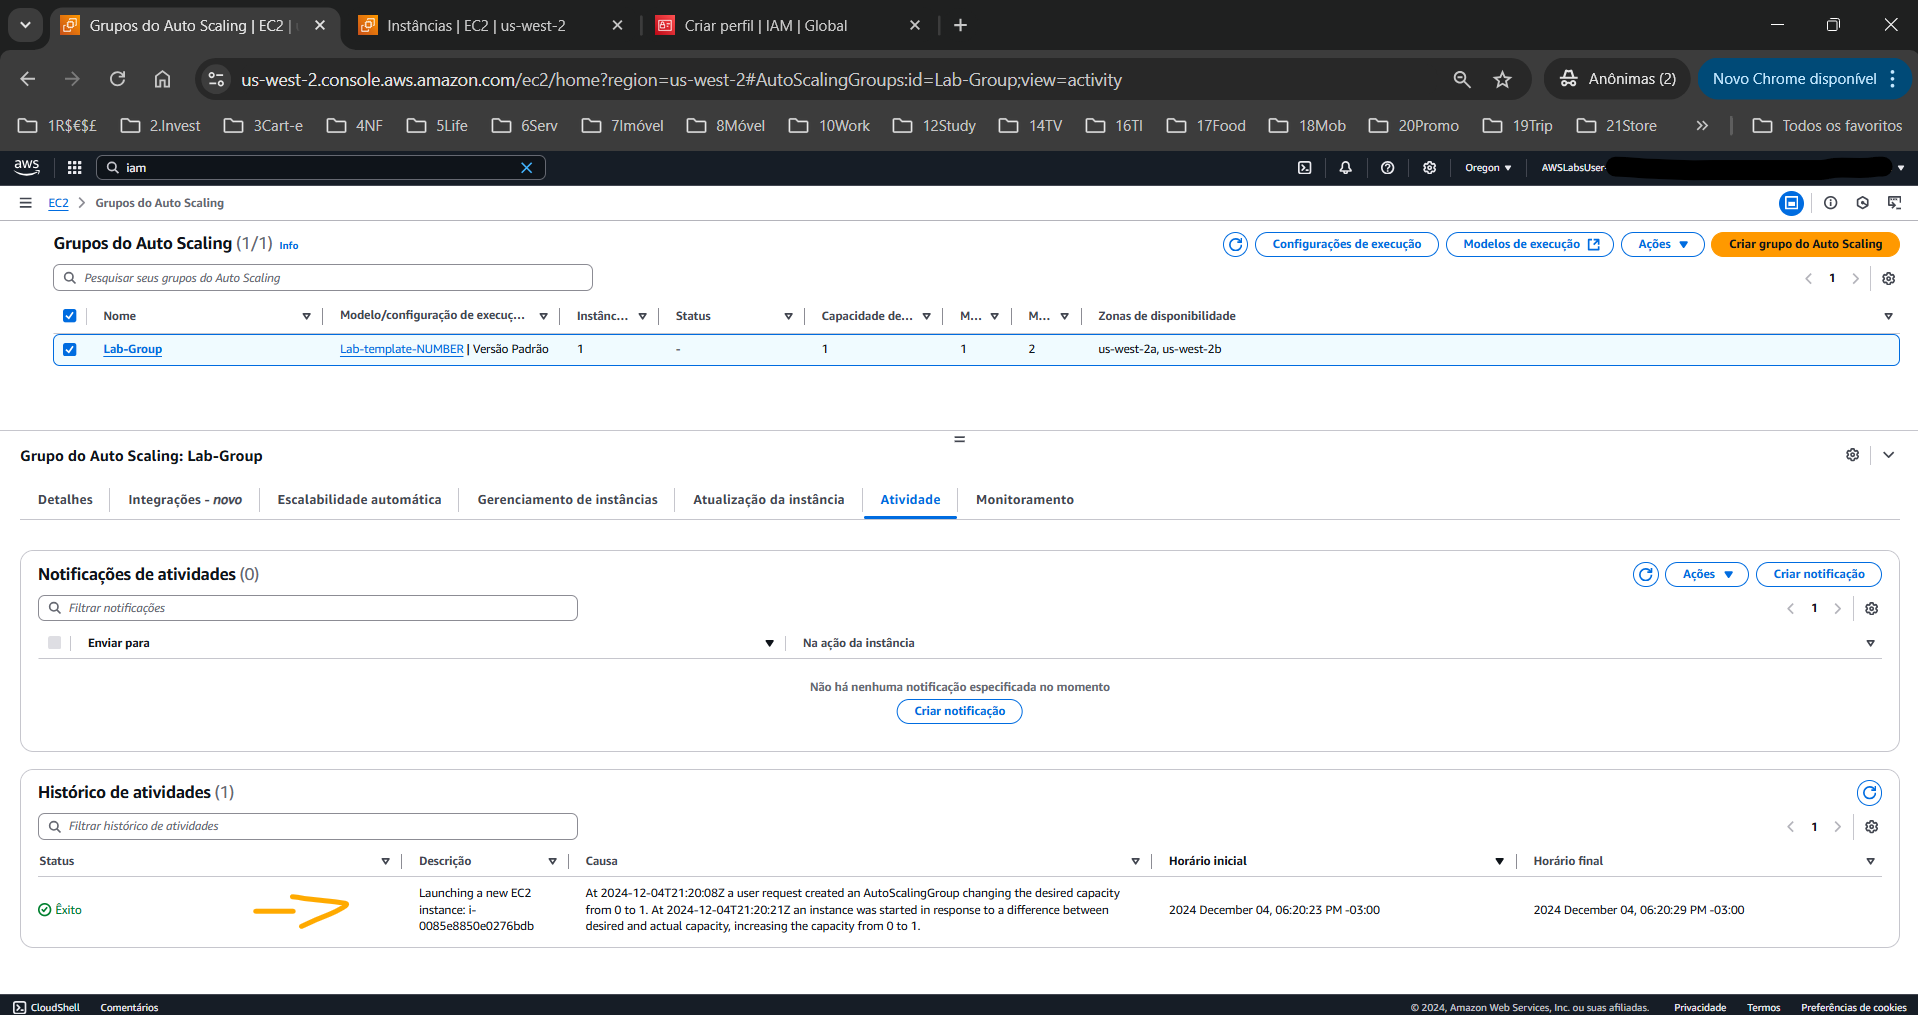 Grupos do Auto Scaling | EC2 |
Instâncias | EC2 | us-west-2
Criar perfil | IAM | Global
us-west-2.console.aws.amazon.com/ec2/home?region=us-west-2#AutoScalingGroups:id=Lab-Group;view=activity
Anônimas (2)
Novo Chrome disponível
1R$€$£
2.Invest
3Cart-e
4NF
5Life
6Serv
7Imóvel
8Móvel
10Work
12Study
14TV
16TI
17Food
18Mob
20Promo
19Trip
21Store
Todos os favoritos
aws
iam
Oregon
AWSLabsUser-
EC2
Grupos do Auto Scaling
Grupos do Auto Scaling (1/1) Info
Configurações de execução
Modelos de execução
Ações
Criar grupo do Auto Scaling
Pesquisar seus grupos do Auto Scaling
1
Nome
Modelo/configuração de execuç...
Instânc...
Status
Capacidade de...
M...
M...
Zonas de disponibilidade
Lab-Group
Lab-template-NUMBER | Versão Padrão
1
-
1
1
2
us-west-2a, us-west-2b
Grupo do Auto Scaling: Lab-Group
Detalhes
Integrações - novo
Escalabilidade automática
Gerenciamento de instâncias
Atualização da instância
Atividade
Monitoramento
Notificações de atividades (0)
Ações
Criar notificação
Filtrar notificações
1
Enviar para
Na ação da instância
Não há nenhuma notificação especificada no momento
Criar notificação
Histórico de atividades (1)
Filtrar histórico de atividades
1
Status
Descrição
Causa
Horário inicial
Horário final
Êxito
Launching a new EC2
instance: i-
0085e8850e0276bdb
At 2024-12-04T21:20:08Z a user request created an AutoScalingGroup changing the desired capacity
from 0 to 1. At 2024-12-04T21:20:21Z an instance was started in response to a difference between
desired and actual capacity, increasing the capacity from 0 to 1.
2024 December 04, 06:20:23 PM -03:00
2024 December 04, 06:20:29 PM -03:00
CloudShell
Comentários
© 2024, Amazon Web Services, Inc. ou suas afiliadas.
Privacidade
Termos
Preferências de cookies